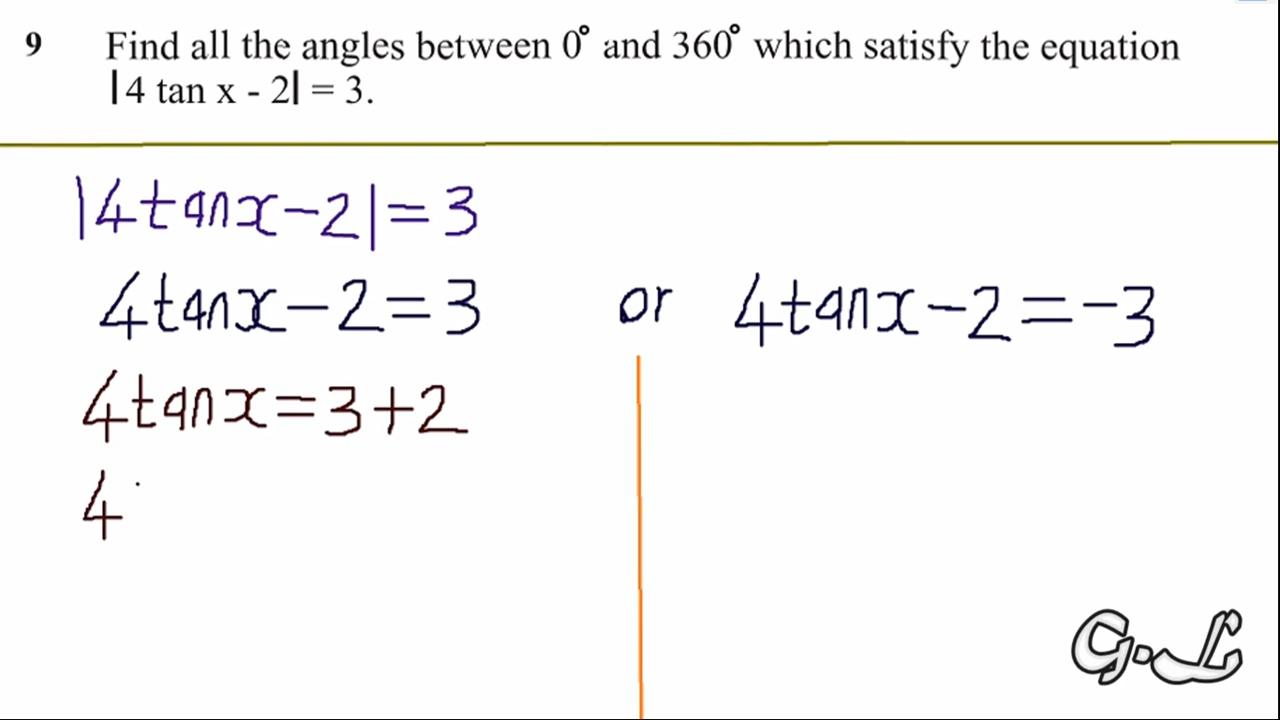 9 Find all the angles between 0° and 360° which satisfy the equation
|4 tan x - 2| = 3.
|4tanx-2|=3
4tanx-2=3 or 4tanx-2=-3
4tanx=3+2
4
G.L